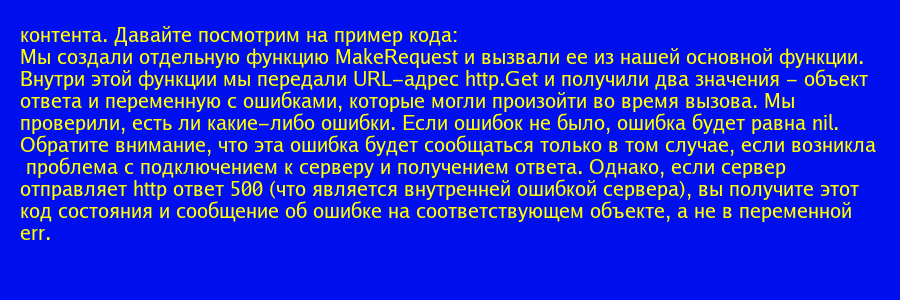 контента. Давайте посмотрим на пример кода:
Мы создали отдельную функцию MakeRequest и вызвали ее из нашей основной функции.
Внутри этой функции мы передали URL-адрес http.Get и получили два значения - объект
ответа и переменную с ошибками, которые могли произойти во время вызова. Мы
проверили, есть ли какие-либо ошибки. Если ошибок не было, ошибка будет равна nil.
Обратите внимание, что эта ошибка будет сообщаться только в том случае, если возникла
проблема с подключением к серверу и получением ответа. Однако, если сервер
отправляет http ответ 500 (что является внутренней ошибкой сервера), вы получите этот
код состояния и сообщение об ошибке на соответствующем объекте, а не в переменной
err.